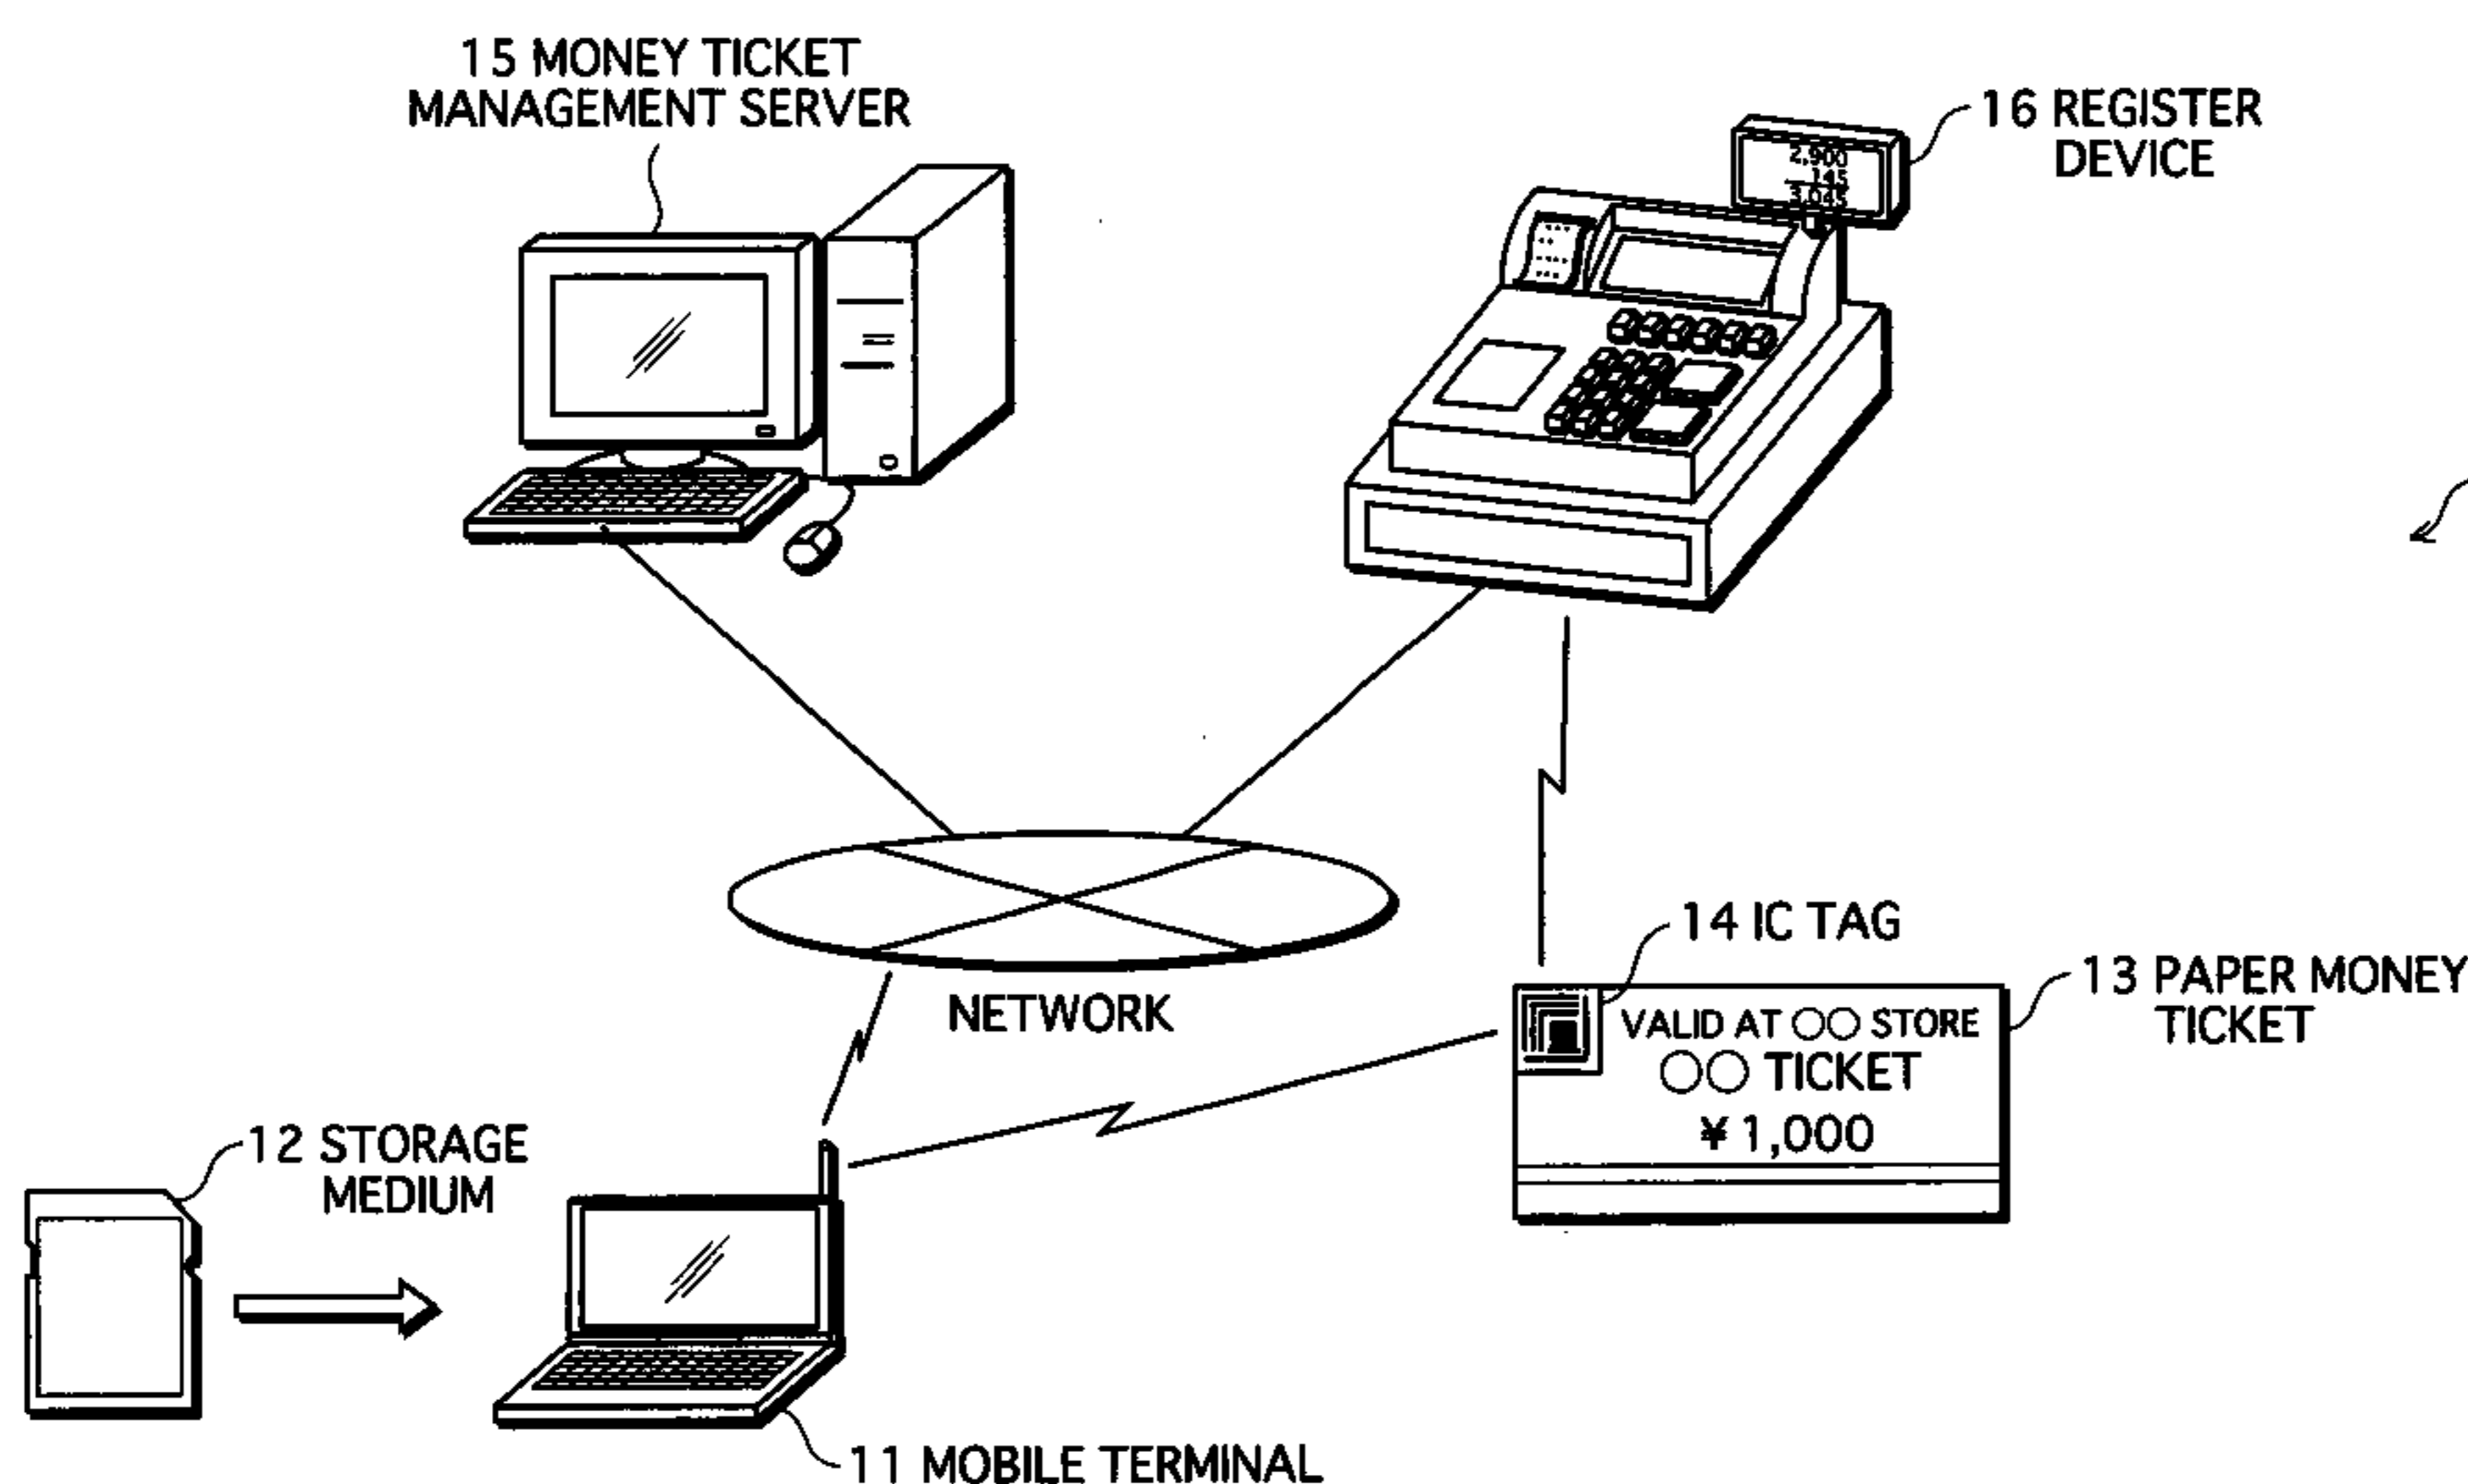 15 MONEY TICKET
MANAGEMENT SERVER
16 REGISTER
DEVICE
2,900
145
3,045
NETWORK
14 IC TAG
13 PAPER MONEY
TICKET
VALID AT ○○ STORE
○○ TICKET
¥1,000
12 STORAGE
MEDIUM
11 MOBILE TERMINAL